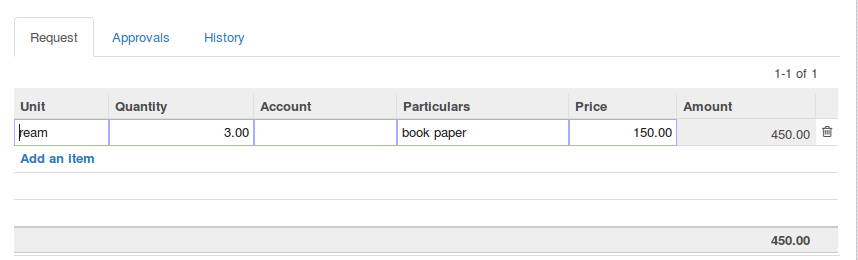 Request Approvals History
1-1 of 1
Unit Quantity Account Particulars Price Amount
ream 3.00 book paper 150.00 450.00
Add an item
450.00